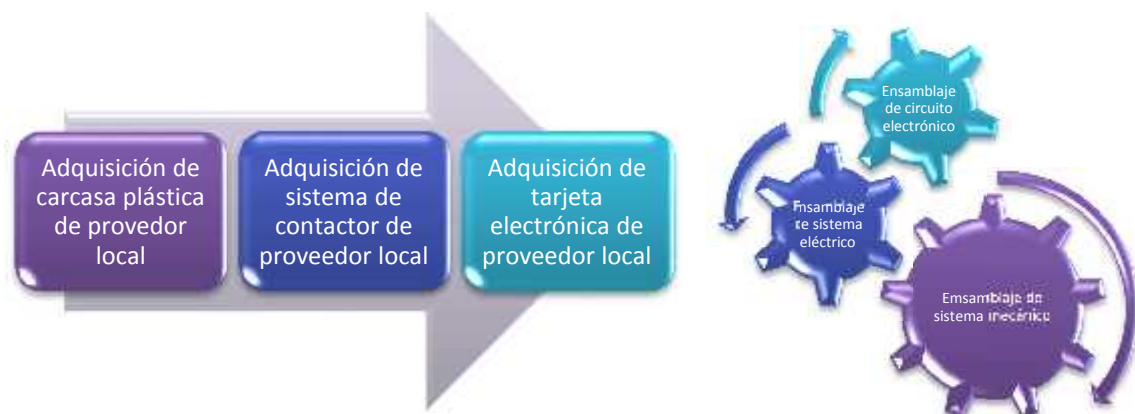 Adquisición de
carcasa plástica
de provedor
local
Adquisición de
sistema de
contactor de
proveedor local
Adquisición de
tarjeta
electrónica de
proveedor local
Ensamblaje
de circuito
electrónico
Ensamblaje
de sistema
eléctrico
Emsamblaje de
sistema mecánico